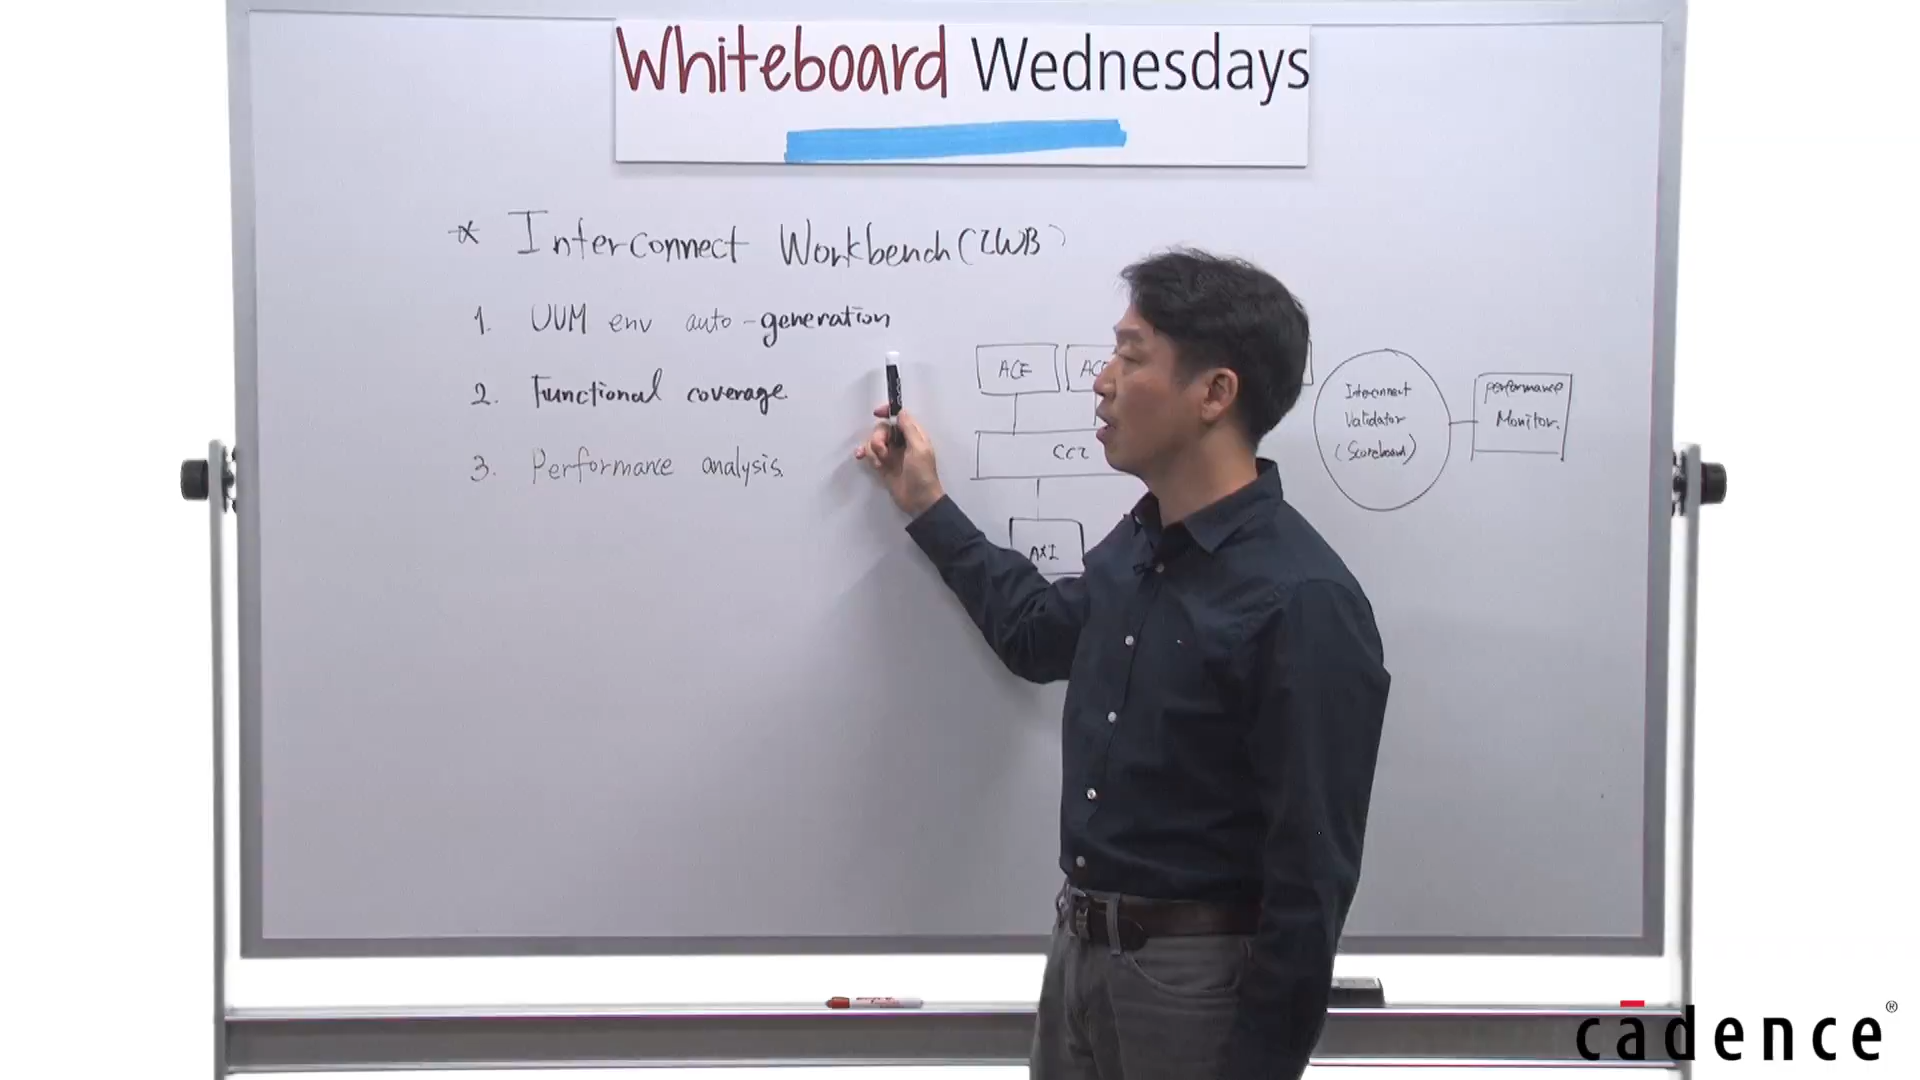 Whiteboard Wednesdays
* Interconnect Workbench (IWB)
1. UVM env auto-generation
2. Functional coverage.
3. Performance analysis.
ACE
AC
CCI
AXI
Interconnect
Validator
(Scoreboard)
Performance
Monitor.
cadence®